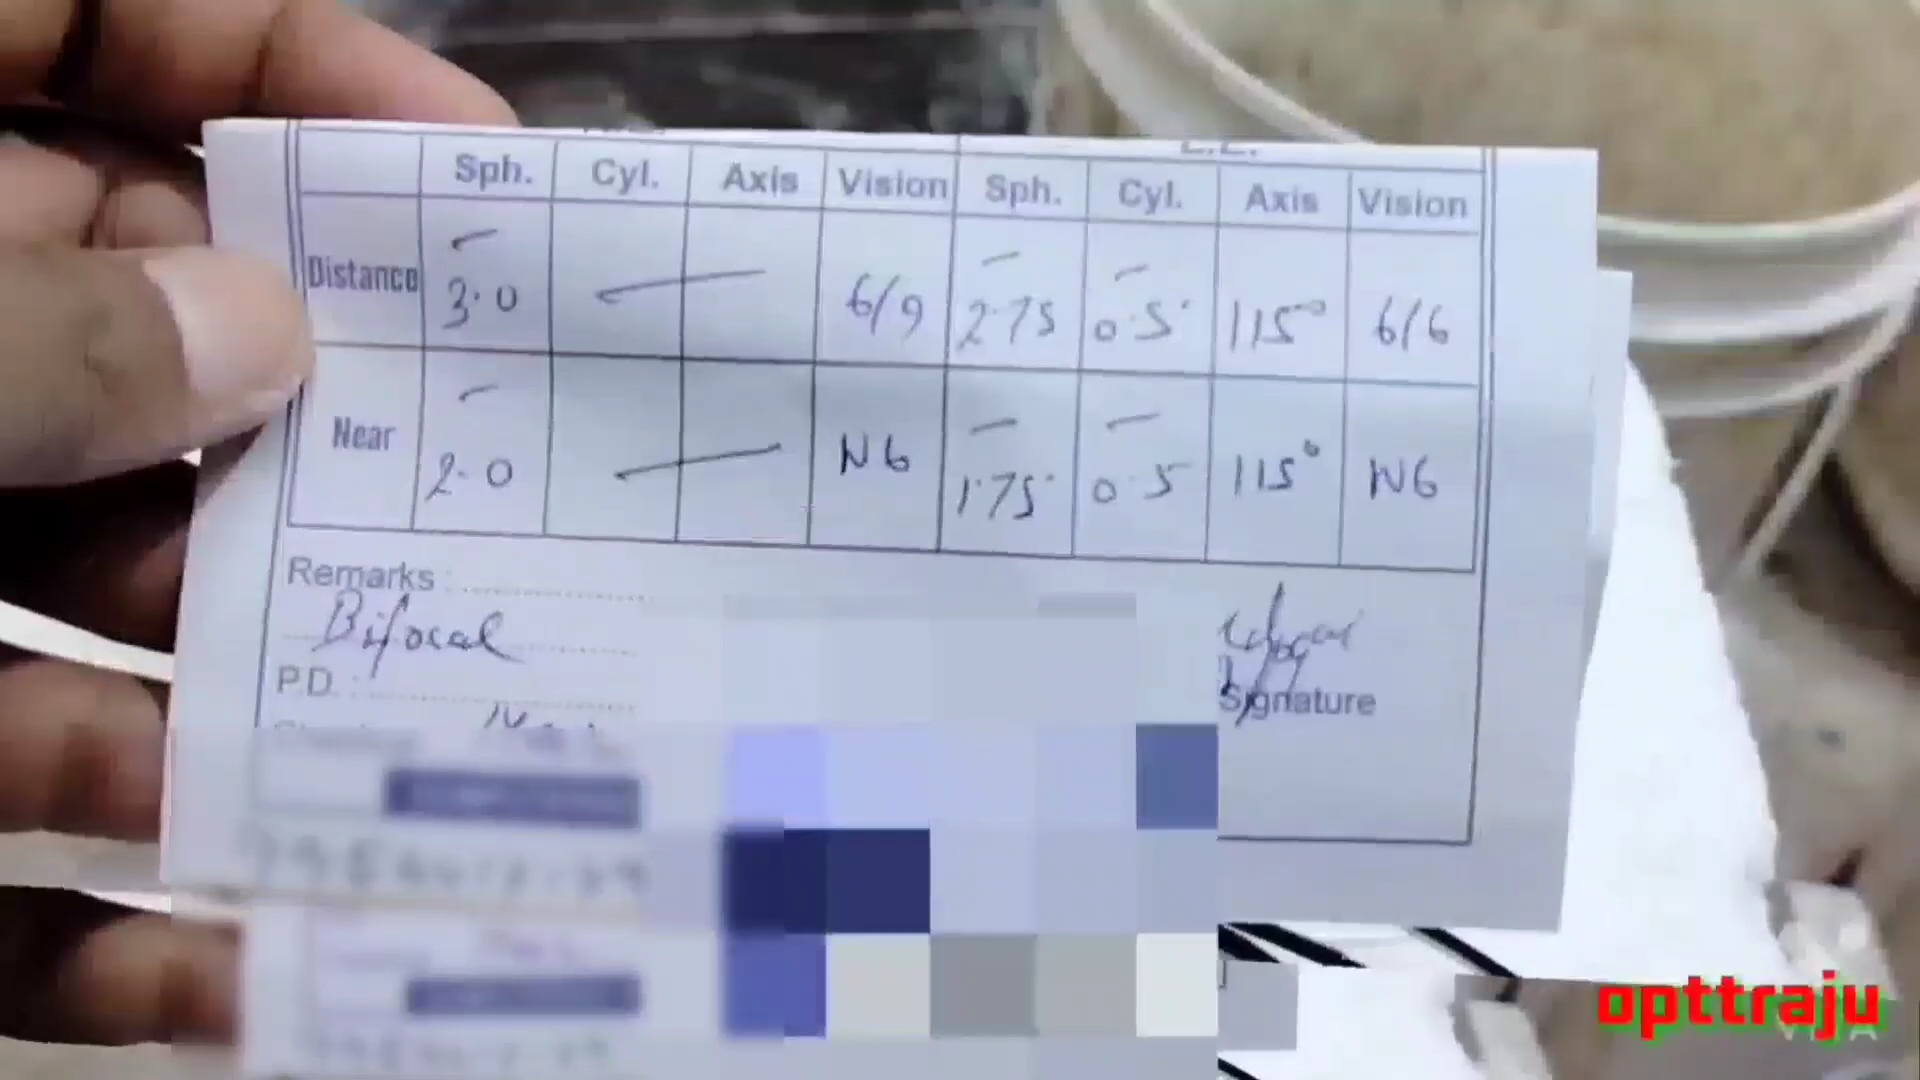 Sph. Cyl. Axis Vision Sph. Cyl. Axis Vision
Distance – 3.0 6/9 – 2.75 – 0.5 115° 6/6
Near – 2.0 N6 – 1.75 – 0.5 115° N6
Remarks :
Bifocal
P.D. :
Signature
opttraju